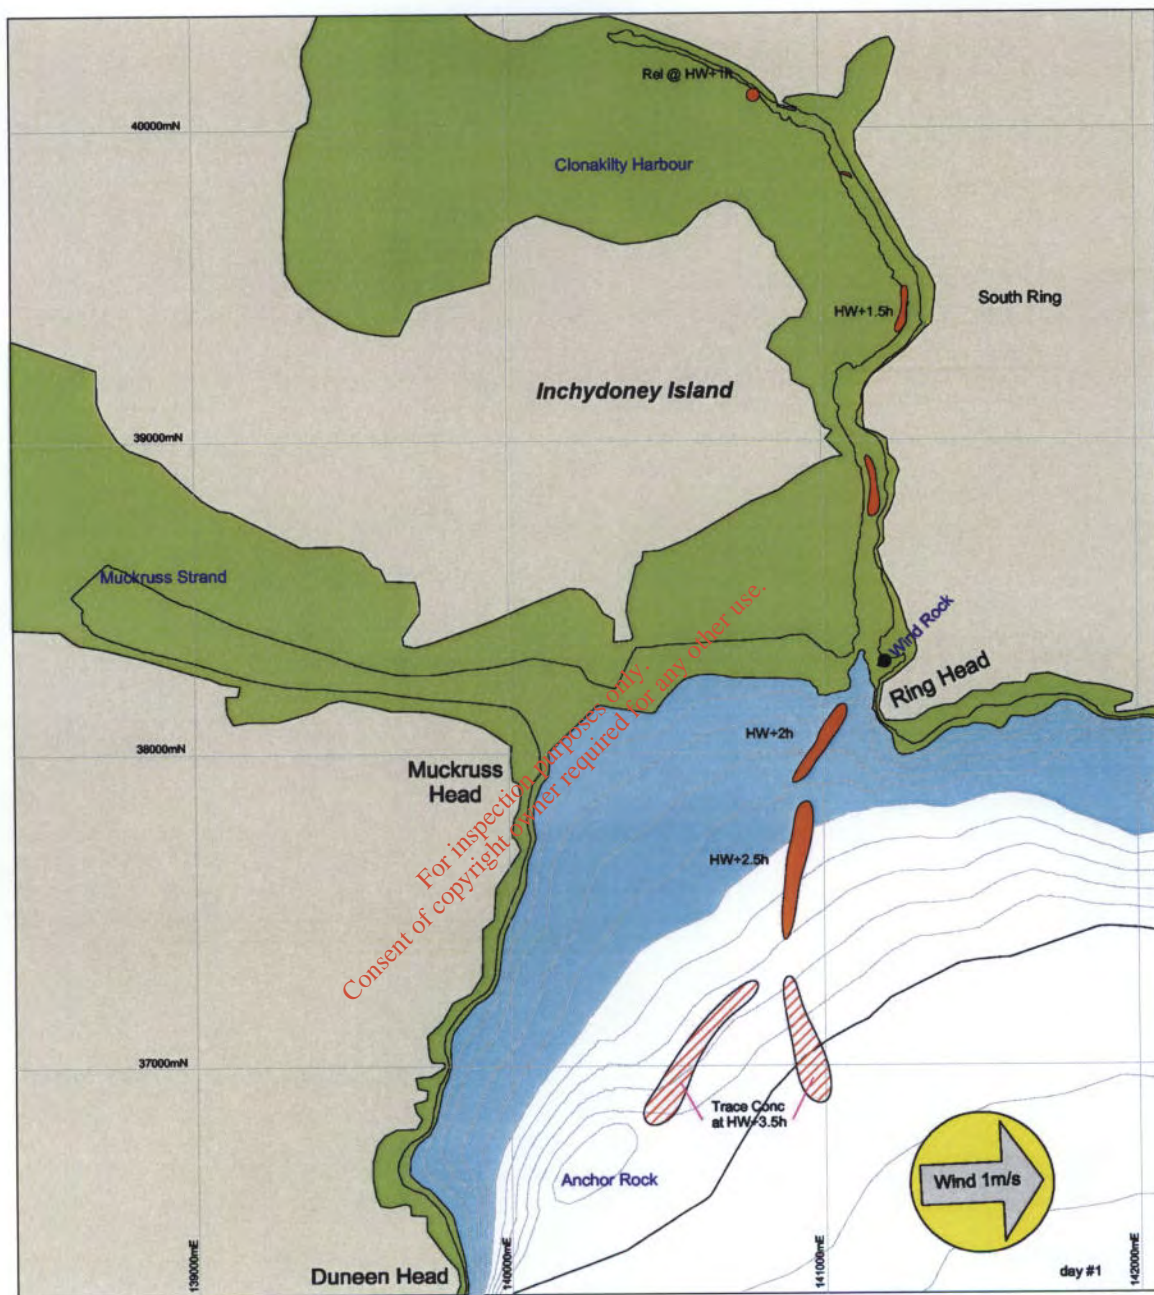 Rel @ HW+1h
40000mN
Clonakilty Harbour
South Ring
HW+1.5h
Inchydoney Island
39000mN
Muckruss Strand
Wind Rock
Ring Head
HW+2h
38000mN
Muckruss
Head
For inspection purposes only.
Consent of copyright owner required for any other use.
HW+2.5h
37000mN
Trace Conc
at HW+3.5h
Anchor Rock
Wind 1m/s
139000mE
140000mE
141000mE
142000mE
Duneen Head
day #1